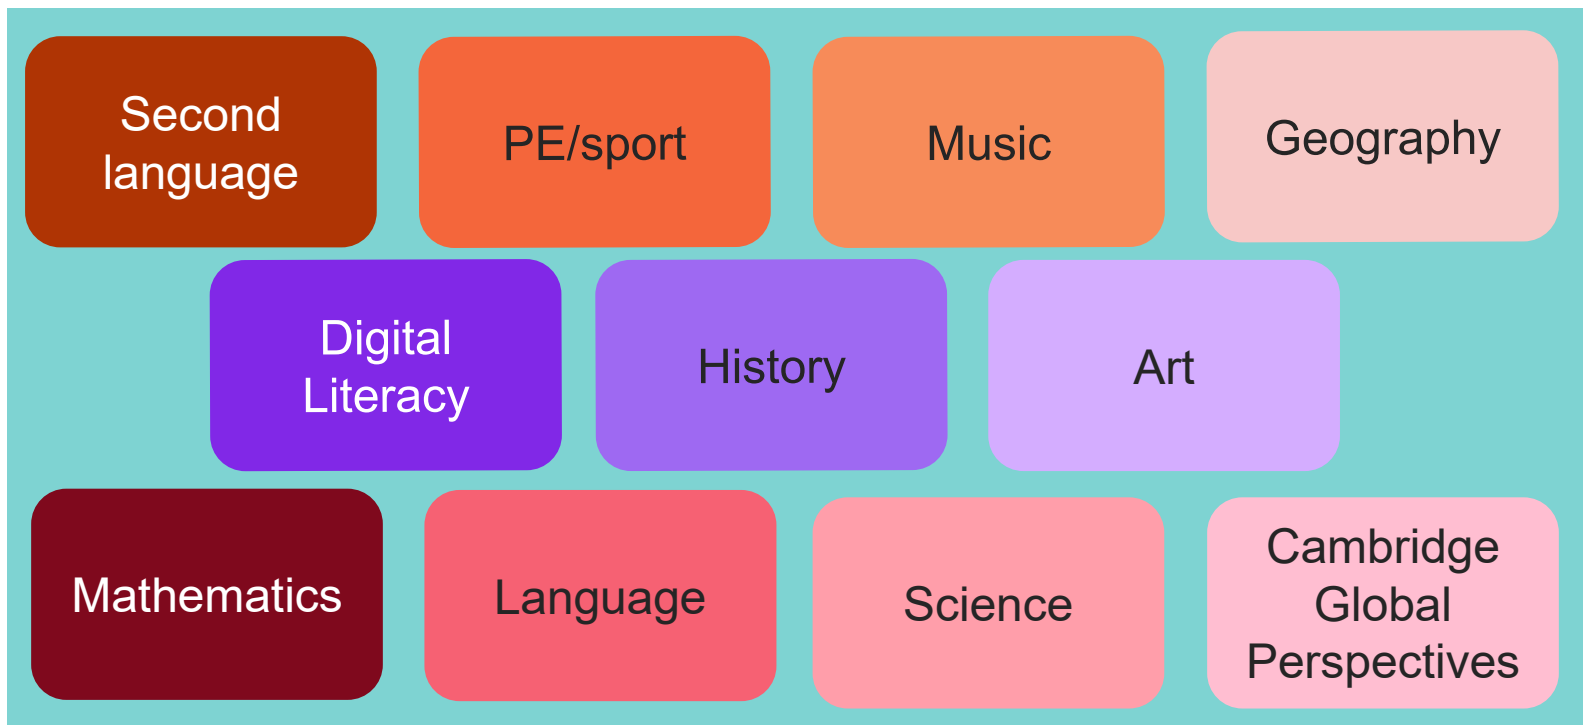 Second
language
PE/sport
Music
Geography
Digital
Literacy
History
Art
Mathematics
Language
Science
Cambridge
Global
Perspectives